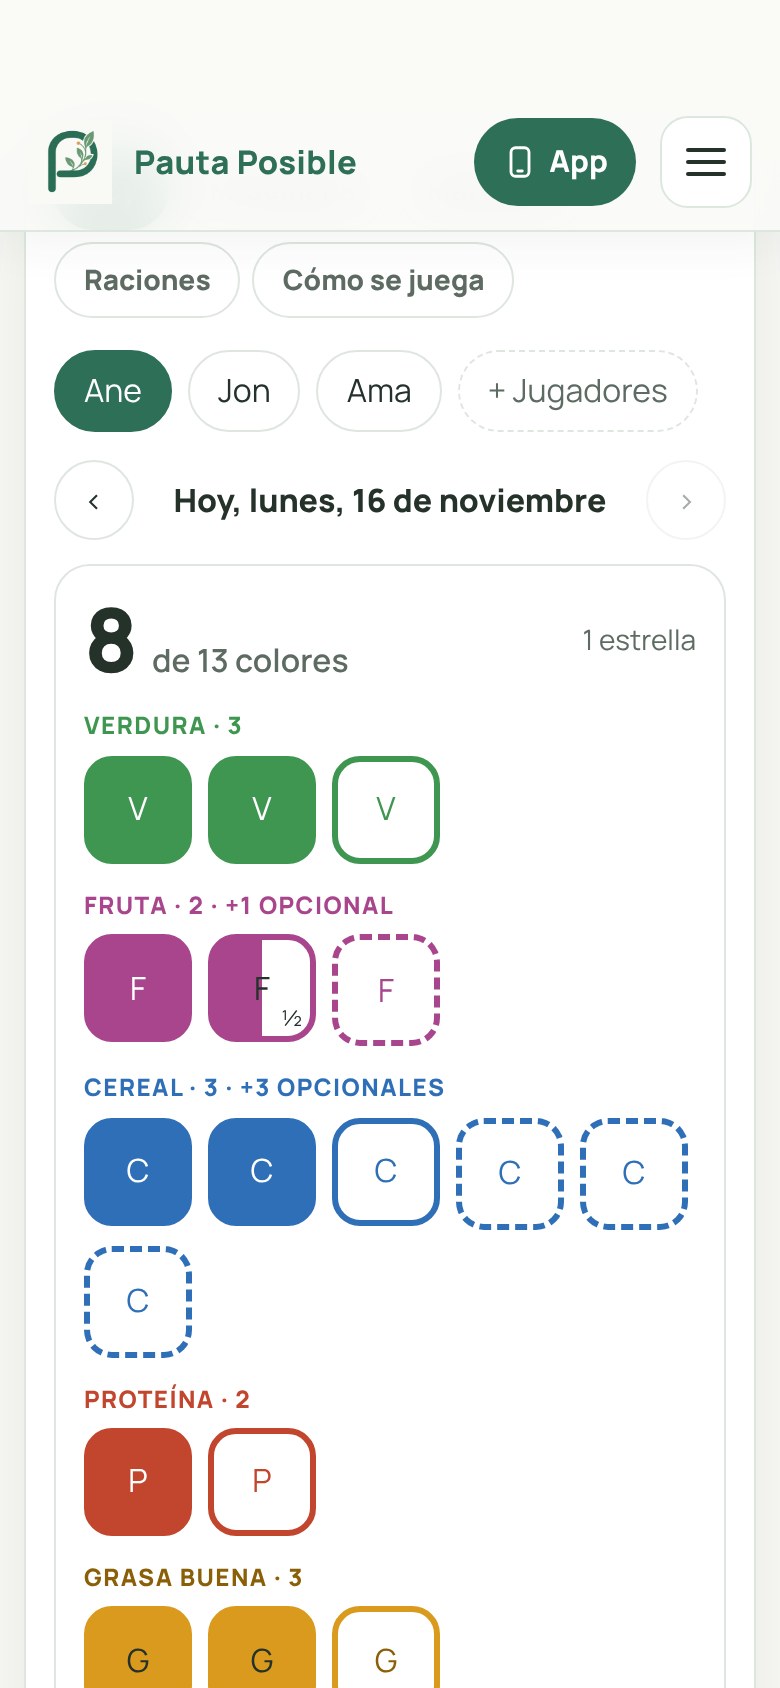 Pauta Posible
App
Raciones
Cómo se juega
Ane
Jon
Ama
+ Jugadores
‹
Hoy, lunes, 16 de noviembre
›
8 de 13 colores
1 estrella
VERDURA · 3
V V V
FRUTA · 2 · +1 OPCIONAL
F F ½ F
CEREAL · 3 · +3 OPCIONALES
C C C C C
C
PROTEÍNA · 2
P P
GRASA BUENA · 3
G G G